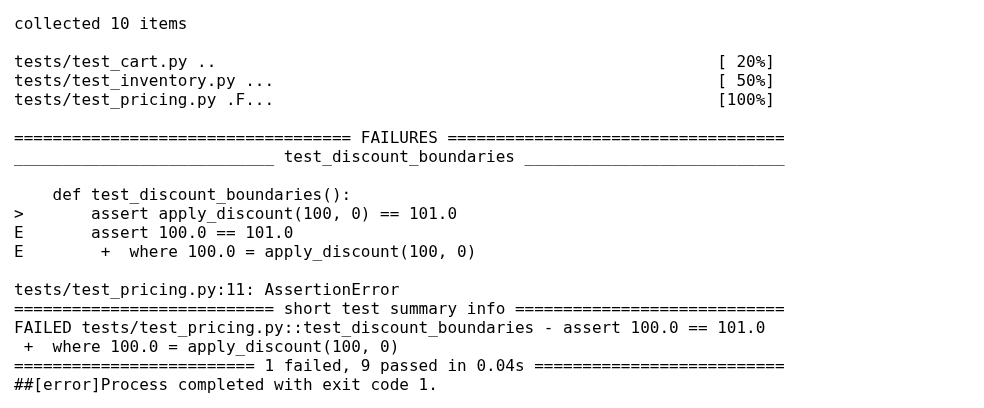 collected 10 items

tests/test_cart.py ..                                                    [ 20%]
tests/test_inventory.py ...                                              [ 50%]
tests/test_pricing.py .F...                                              [100%]

=================================== FAILURES ===================================
___________________________ test_discount_boundaries ___________________________

    def test_discount_boundaries():
>       assert apply_discount(100, 0) == 101.0
E       assert 100.0 == 101.0
E        +  where 100.0 = apply_discount(100, 0)

tests/test_pricing.py:11: AssertionError
=========================== short test summary info ============================
FAILED tests/test_pricing.py::test_discount_boundaries - assert 100.0 == 101.0
 +  where 100.0 = apply_discount(100, 0)
========================= 1 failed, 9 passed in 0.04s ==========================
##[error]Process completed with exit code 1.